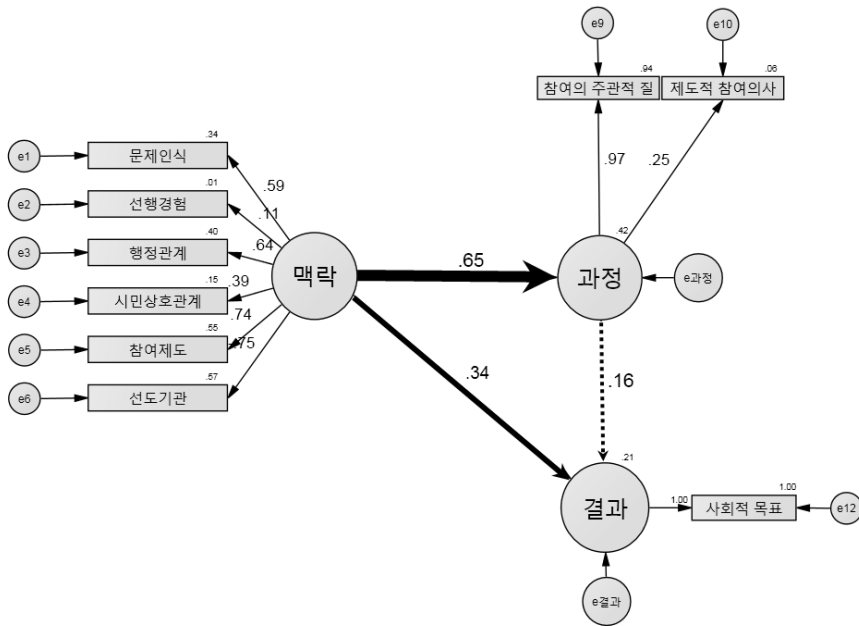 e9
e10
.94
.06
참여의 주관적 질
제도적 참여의사
.34
e1
문제인식
.59
.97
.25
.01
e2
선행경험
.11
.40
.42
e3
행정관계
.64
맥락
.65
과정
e과정
.15
.39
e4
시민상호관계
.74
.55
.75
e5
참여제도
.34
.16
.57
e6
선도기관
.21
결과
1.00
1.00
사회적 목표
e12
e결과